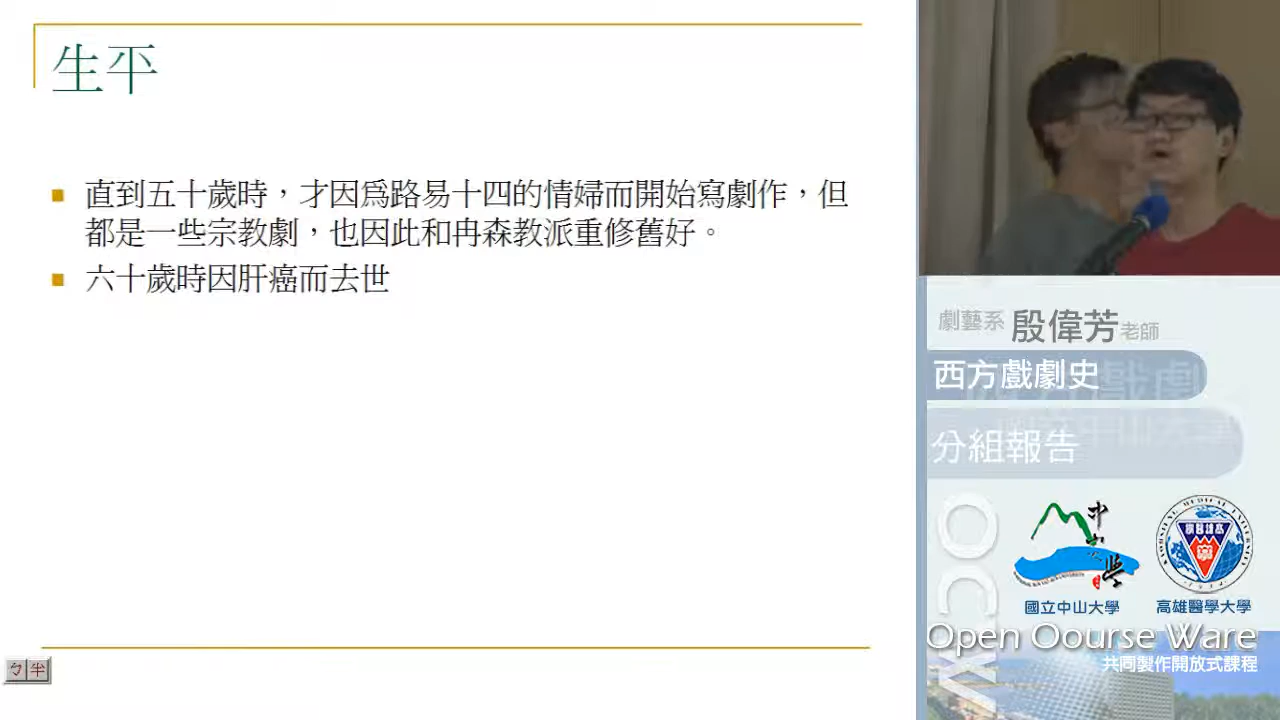 生平
直到五十歲時，才因為路易十四的情婦而開始寫劇作，但
都是一些宗教劇，也因此和冉森教派重修舊好。
六十歲時因肝癌而去世
ㄅ半
劇藝系 殷偉芳老師
西方戲劇史
分組報告
OCW
國立中山大學
高雄醫學大學
Open Oourse Ware
共同製作開放式課程